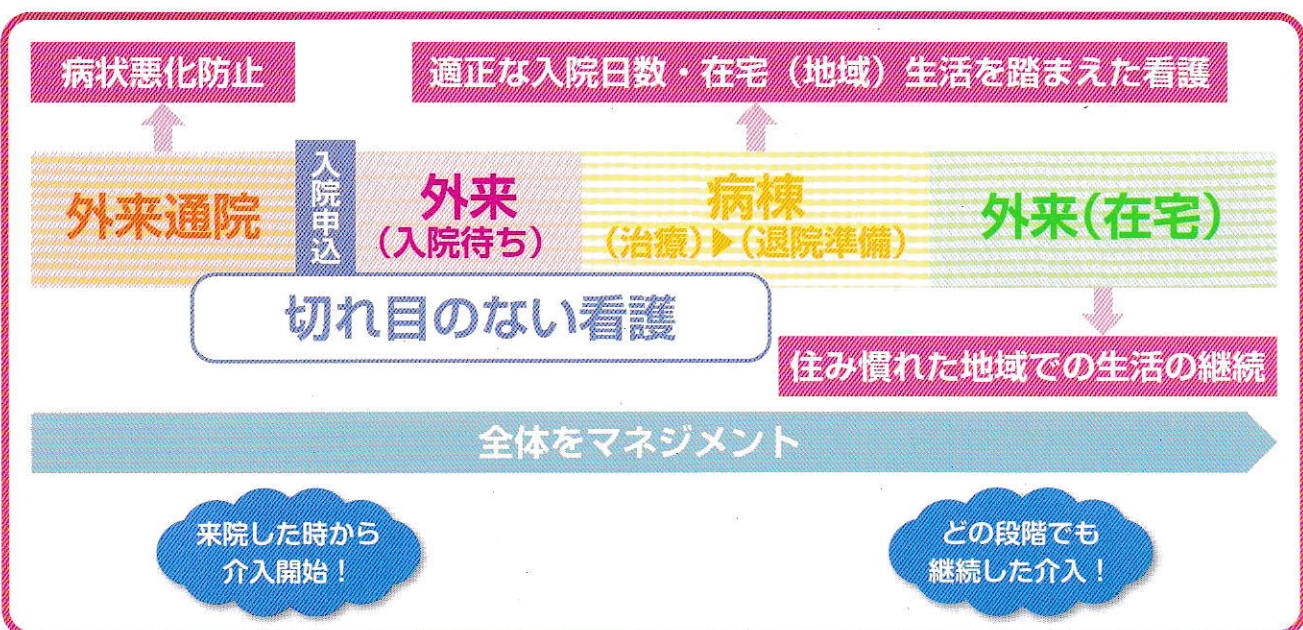 病状悪化防止
適正な入院日数・在宅（地域）生活を踏まえた看護
外来通院
入院申込
外来
（入院待ち）
病棟
（治療）▶（退院準備）
外来（在宅）
切れ目のない看護
住み慣れた地域での生活の継続
全体をマネジメント
来院した時から
介入開始！
どの段階でも
継続した介入！